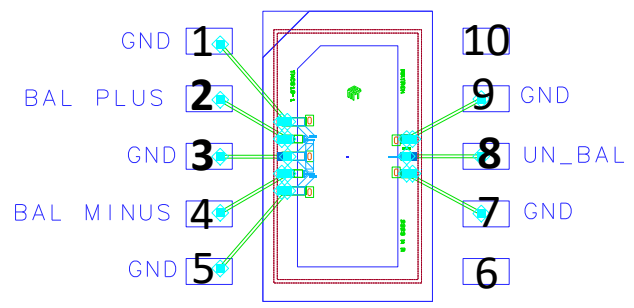 GND 1
10
BAL PLUS 2
9 GND
GND 3
8 UN_BAL
BAL MINUS 4
7 GND
GND 5
6